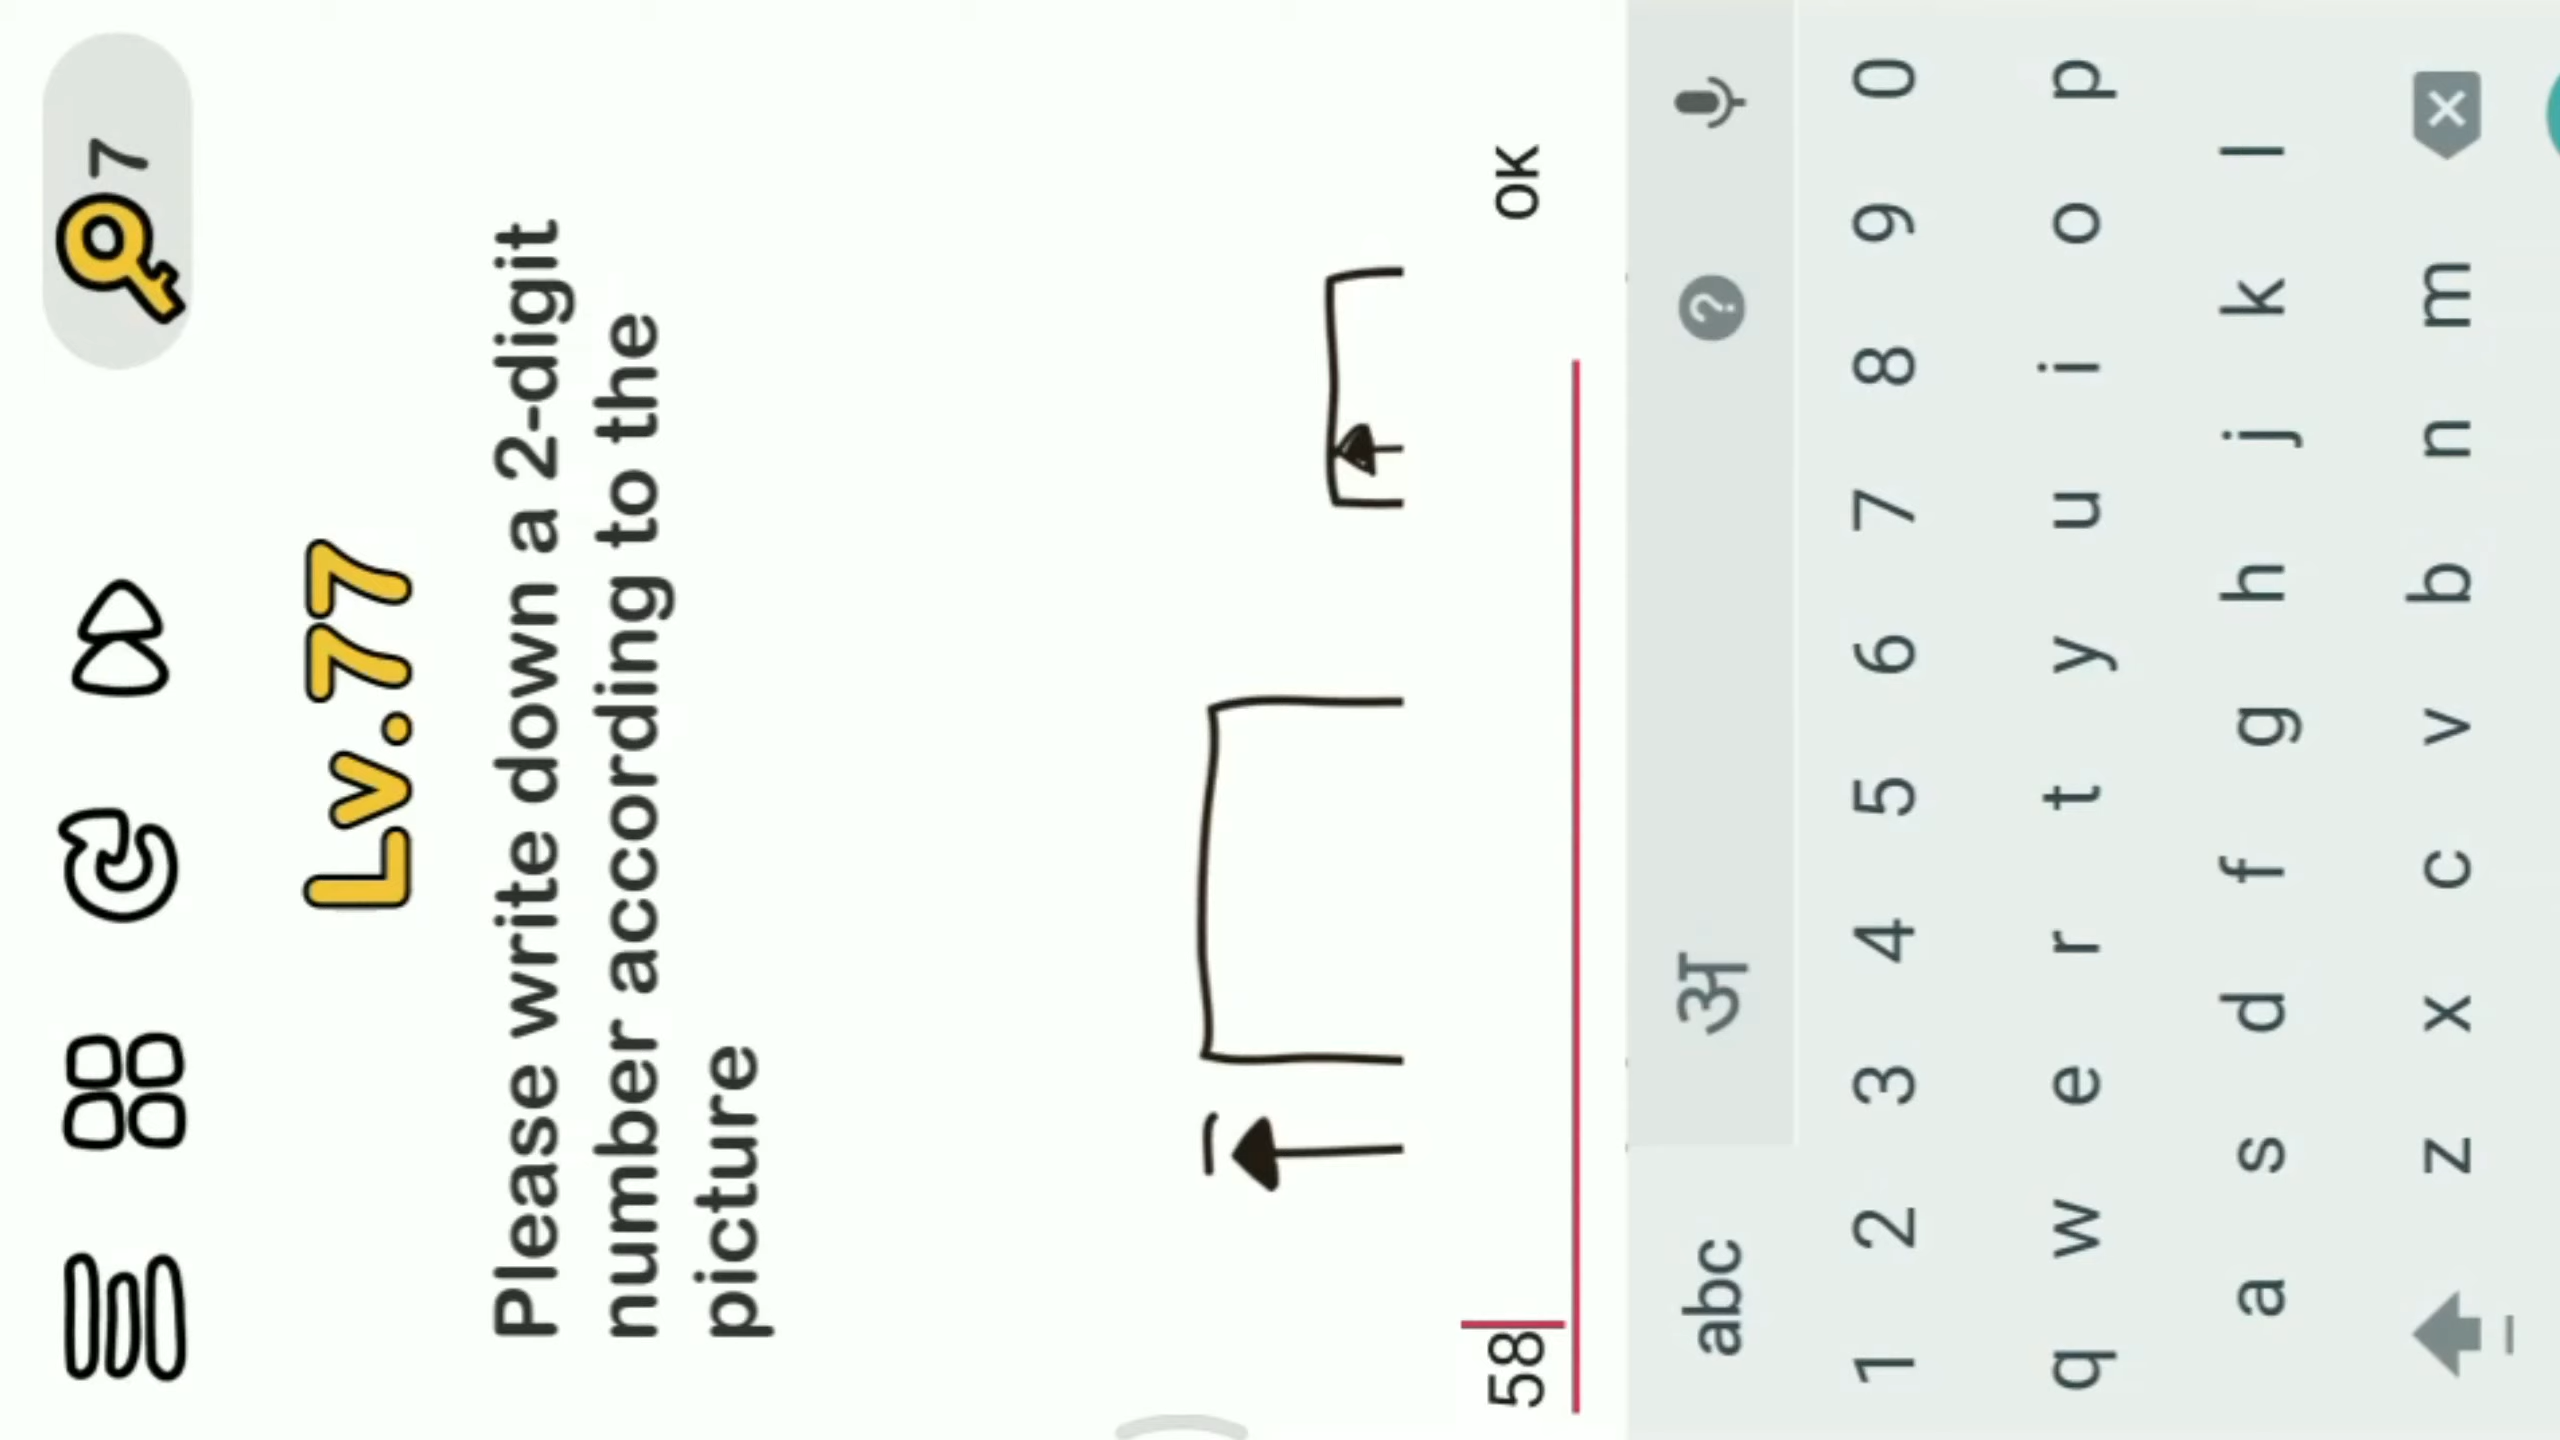 7
Lv.77
Please write down a 2-digit
number according to the
picture
58
OK
abc अ
1 2 3 4 5 6 7 8 9 0
q w e r t y u i o p
a s d f g h j k l
z x c v b n m